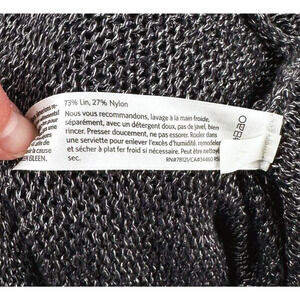 73% Lin, 27% Nylon
Nous vous recommandons, lavage à la main froide,
séparément, avec un détergent doux, pas de javel, bien
rincer. Presser doucement, ne pas essorer. Rouler dans
une serviette pour enlever l'excès d'humidité, remodeler
et sécher à plat fer froid si nécessaire. Peut être nettoyé
sec. RN#78121/CA#34460